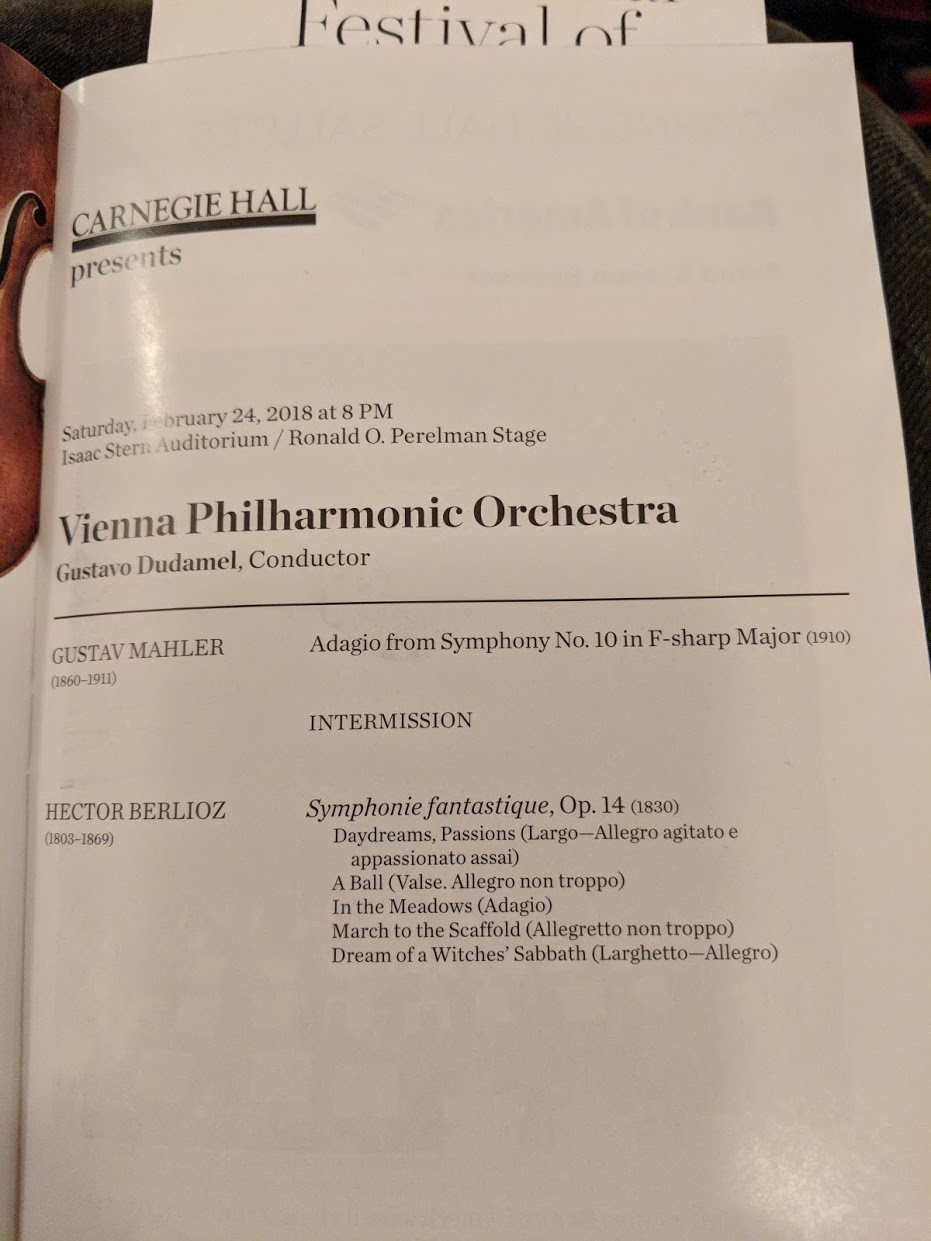 Festival of
CARNEGIE HALL
presents
Saturday, February 24, 2018 at 8 PM
Isaac Stern Auditorium / Ronald O. Perelman Stage
Vienna Philharmonic Orchestra
Gustavo Dudamel, Conductor
GUSTAV MAHLER Adagio from Symphony No. 10 in F-sharp Major (1910)
(1860–1911)
INTERMISSION
HECTOR BERLIOZ Symphonie fantastique, Op. 14 (1830)
(1803–1869) Daydreams, Passions (Largo—Allegro agitato e
appassionato assai)
A Ball (Valse. Allegro non troppo)
In the Meadows (Adagio)
March to the Scaffold (Allegretto non troppo)
Dream of a Witches’ Sabbath (Larghetto—Allegro)